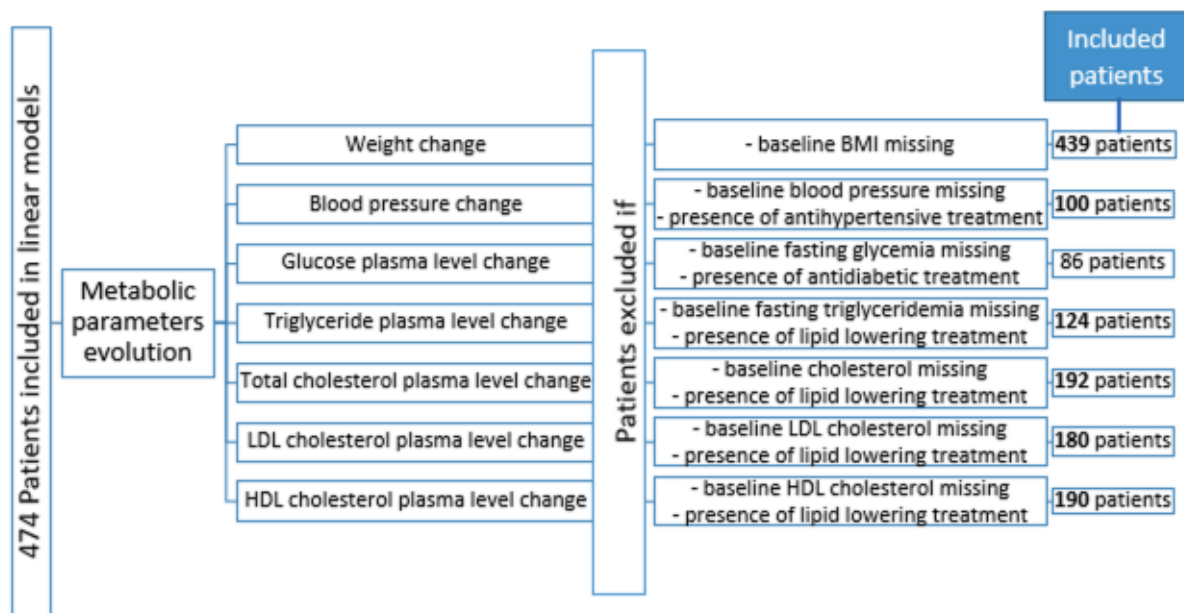 474 Patients included in linear models
Metabolic
parameters
evolution
Weight change
Blood pressure change
Glucose plasma level change
Triglyceride plasma level change
Total cholesterol plasma level change
LDL cholesterol plasma level change
HDL cholesterol plasma level change
Patients excluded if
- baseline BMI missing
- baseline blood pressure missing
- presence of antihypertensive treatment
- baseline fasting glycemia missing
- presence of antidiabetic treatment
- baseline fasting triglyceridemia missing
- presence of lipid lowering treatment
- baseline cholesterol missing
- presence of lipid lowering treatment
- baseline LDL cholesterol missing
- presence of lipid lowering treatment
- baseline HDL cholesterol missing
- presence of lipid lowering treatment
Included
patients
439 patients
100 patients
86 patients
124 patients
192 patients
180 patients
190 patients